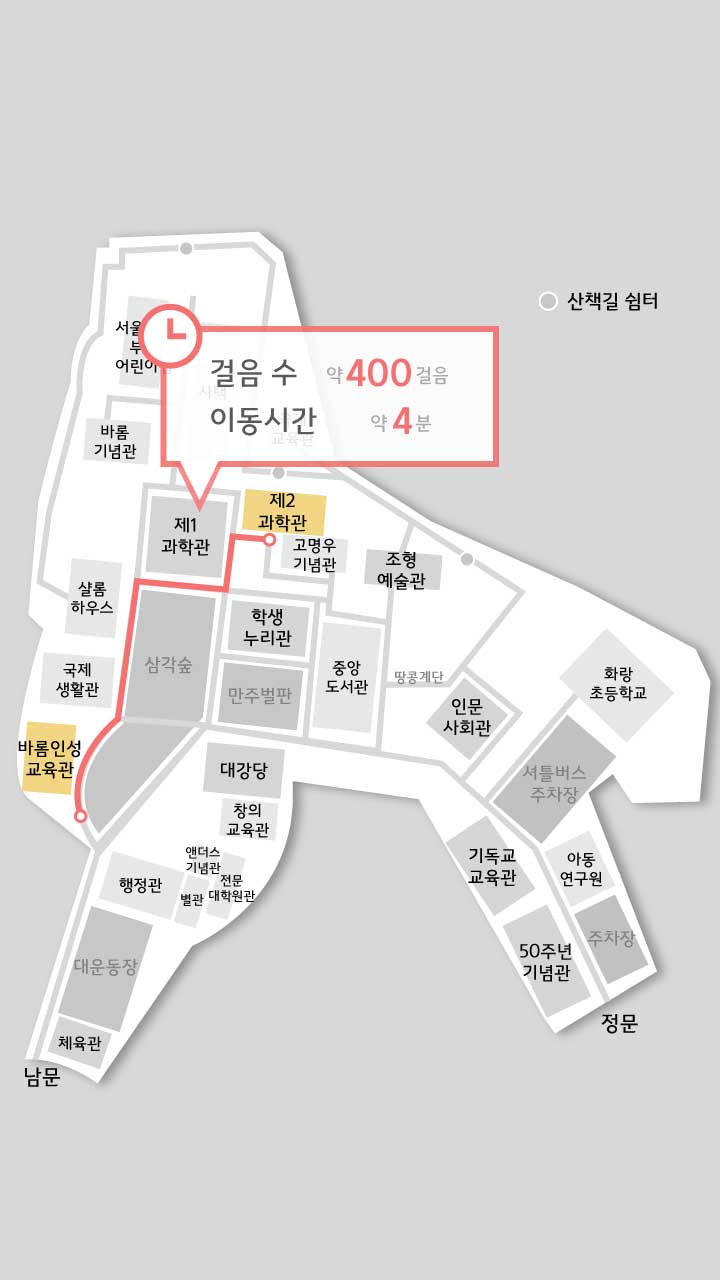 산책길 쉼터
걸음 수 약 400 걸음
이동시간 약 4 분
서울
부
어린이
사택
교육관
바롬
기념관
제1
과학관
제2
과학관
고명우
기념관
조형
예술관
샬롬
하우스
학생
누리관
삼각숲
국제
생활관
만주벌판
중앙
도서관
땅콩계단
인문
사회관
화랑
초등학교
바롬인성
교육관
대강당
셔틀버스
주차장
창의
교육관
앤더스
기념관
전문
대학원관
별관
행정관
기독교
교육관
아동
연구원
대운동장
50주년
기념관
주차장
체육관
남문
정문